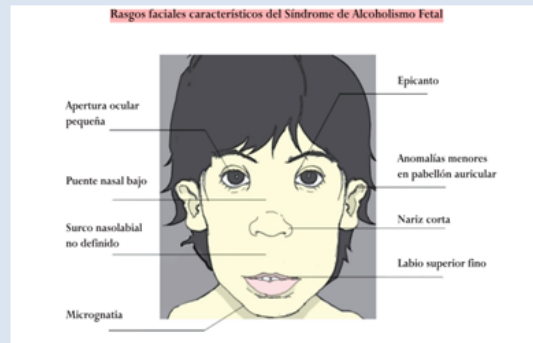 Rasgos faciales característicos del Síndrome de Alcoholismo Fetal
Apertura ocular
pequeña
Puente nasal bajo
Surco nasolabial
no definido
Micrognatia
Epicanto
Anomalías menores
en pabellón auricular
Nariz corta
Labio superior fino